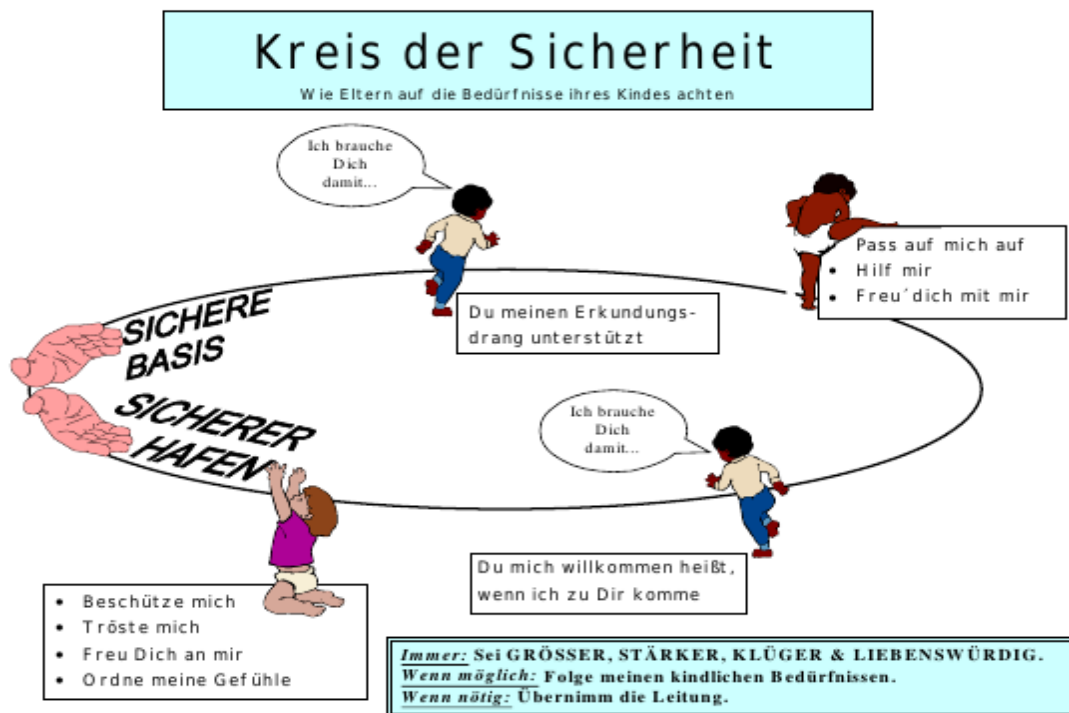 Kreis der Sicherheit
Wie Eltern auf die Bedürfnisse ihres Kindes achten
Ich brauche
Dich
damit...
Pass auf mich auf
• Hilf mir
• Freu´dich mit mir
Du meinen Erkundungs-
drang unterstützt
SICHERE
BASIS
SICHERER
HAFEN
Ich brauche
Dich
damit...
Du mich willkommen heißt,
wenn ich zu Dir komme
• Beschütze mich
• Tröste mich
• Freu Dich an mir
• Ordne meine Gefühle
Immer: Sei GRÖSSER, STÄRKER, KLÜGER & LIEBENSWÜRDIG.
Wenn möglich: Folge meinen kindlichen Bedürfnissen.
Wenn nötig: Übernimm die Leitung.